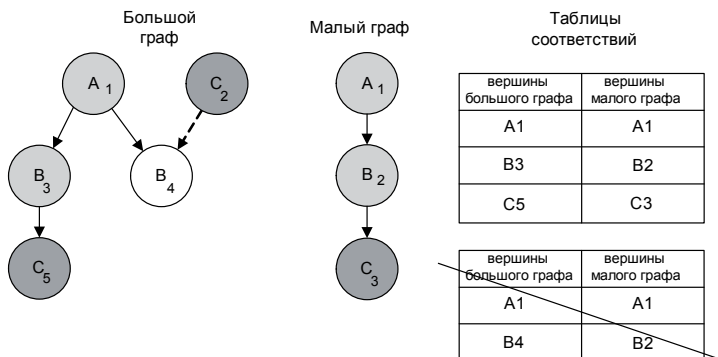 Большой
граф
Малый граф
Таблицы
соответствий
A 1
C 2
B 3
B 4
C 5
A 1
B 2
C 3
вершины большого графа
вершины малого графа
A1 A1
B3 B2
C5 C3
вершины большого графа
вершины малого графа
A1 A1
B4 B2